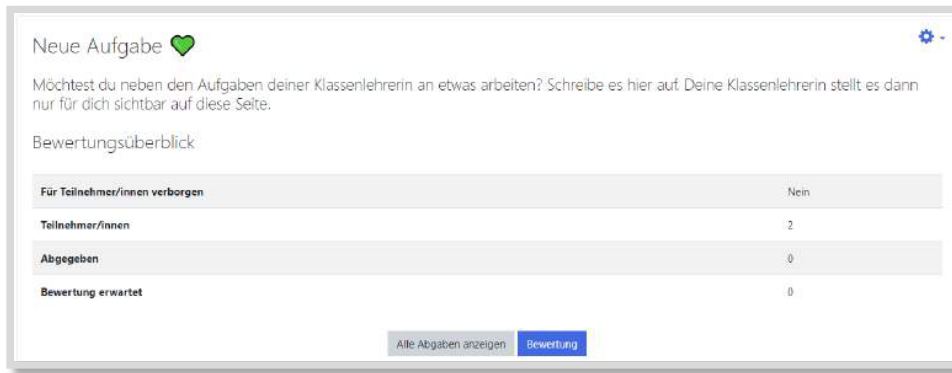 Neue Aufgabe
Möchtest du neben den Aufgaben deiner Klassenlehrerin an etwas arbeiten? Schreibe es hier auf. Deine Klassenlehrerin stellt es dann
nur für dich sichtbar auf diese Seite.
Bewertungsüberblick
Für Teilnehmer/innen verborgen Nein
Teilnehmer/innen 2
Abgegeben 0
Bewertung erwartet 0
Alle Abgaben anzeigen Bewertung